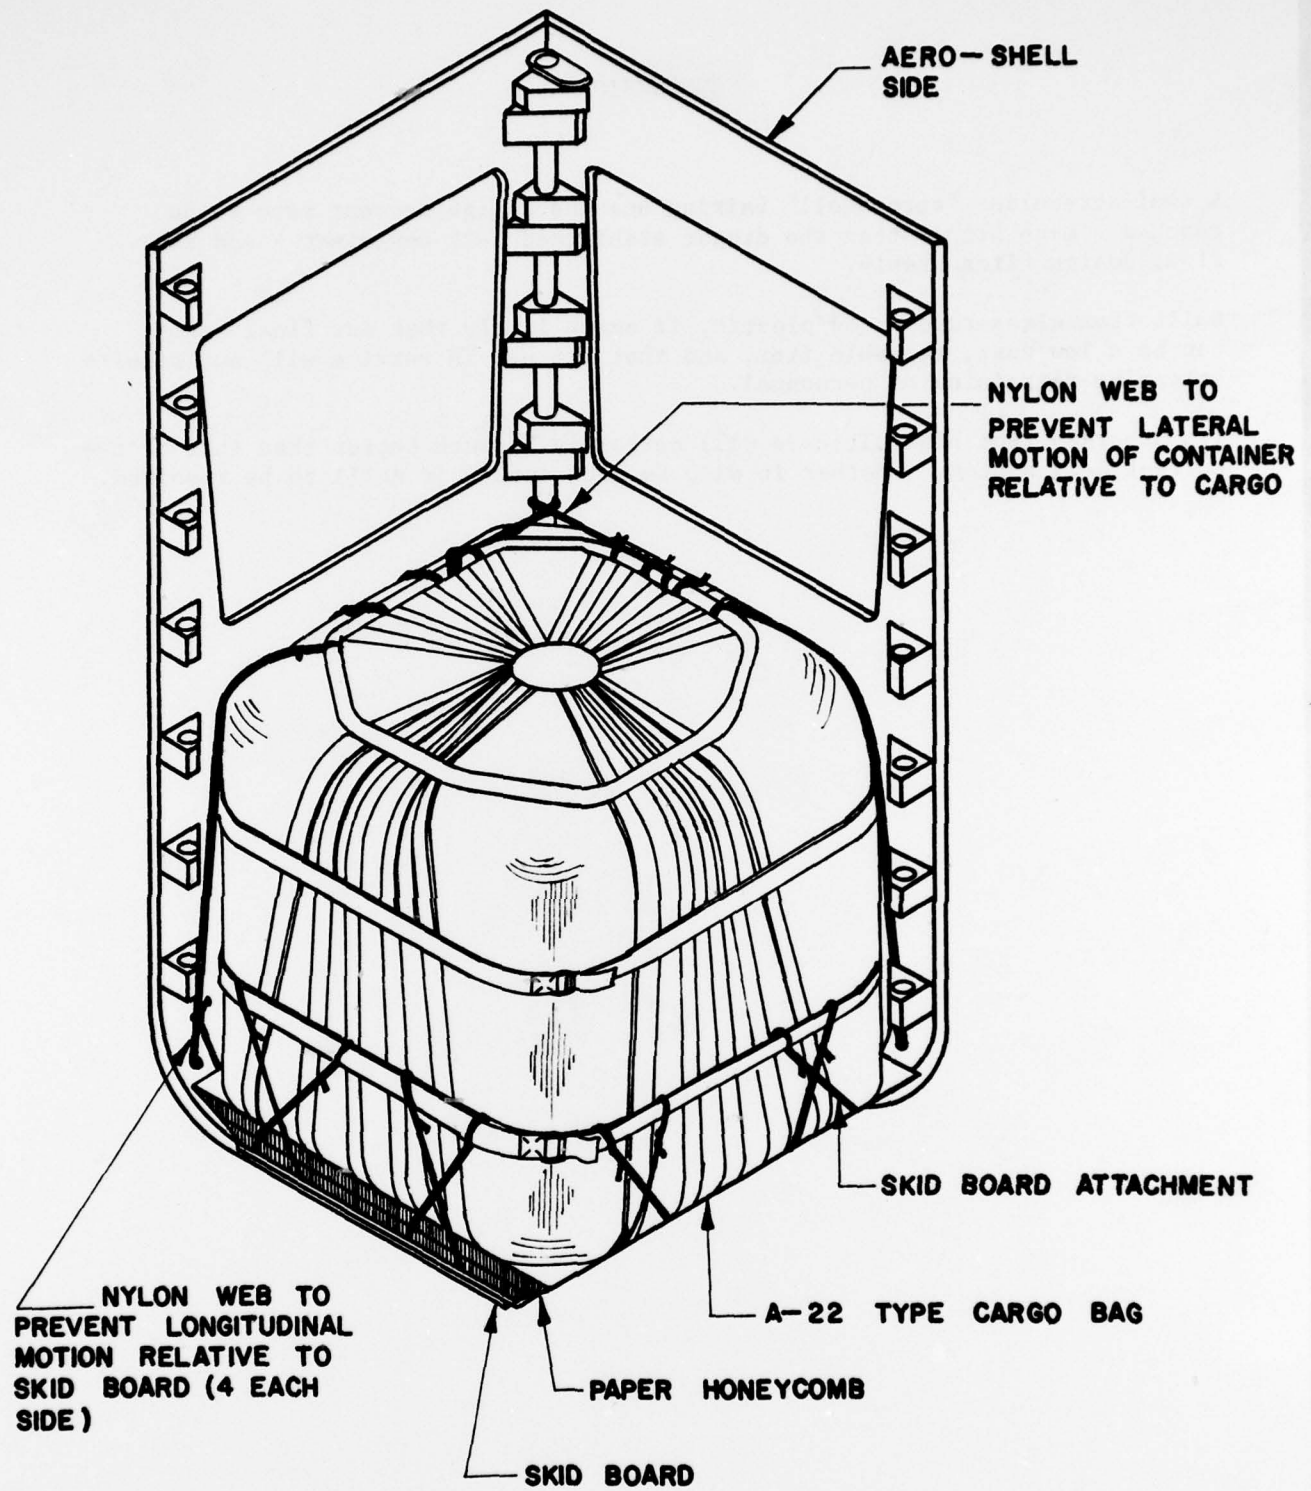 AERO-SHELL
SIDE
NYLON WEB TO
PREVENT LATERAL
MOTION OF CONTAINER
RELATIVE TO CARGO
SKID BOARD ATTACHMENT
A-22 TYPE CARGO BAG
NYLON WEB TO
PREVENT LONGITUDINAL
MOTION RELATIVE TO
SKID BOARD (4 EACH
SIDE)
PAPER HONEYCOMB
SKID BOARD